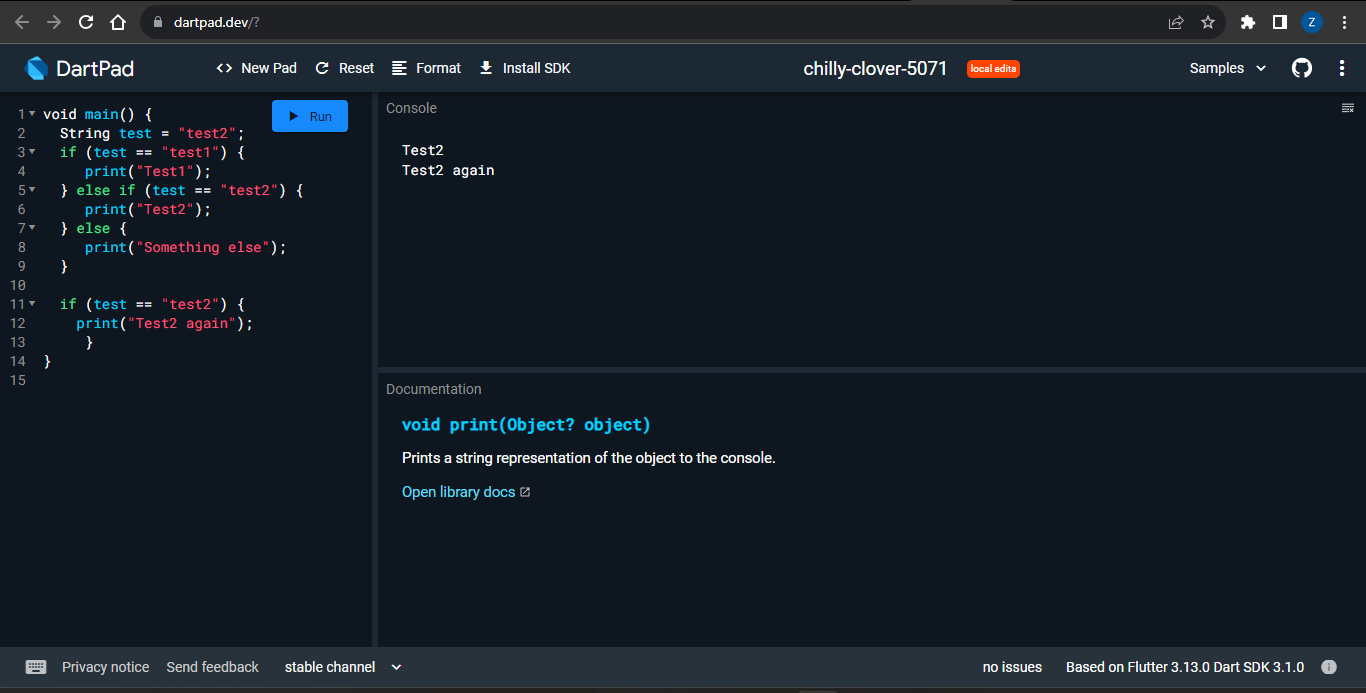 dartpad.dev/?
Z
DartPad
<> New Pad
Reset
Format
Install SDK
chilly-clover-5071
local edits
Samples
1 void main() {
2 String test = "test2";
3 if (test == "test1") {
4 print("Test1");
5 } else if (test == "test2") {
6 print("Test2");
7 } else {
8 print("Something else");
9 }
10
11 if (test == "test2") {
12 print("Test2 again");
13 }
14 }
15
Run
Console
Test2
Test2 again
Documentation
void print(Object? object)
Prints a string representation of the object to the console.
Open library docs
Privacy notice
Send feedback
stable channel
no issues
Based on Flutter 3.13.0 Dart SDK 3.1.0